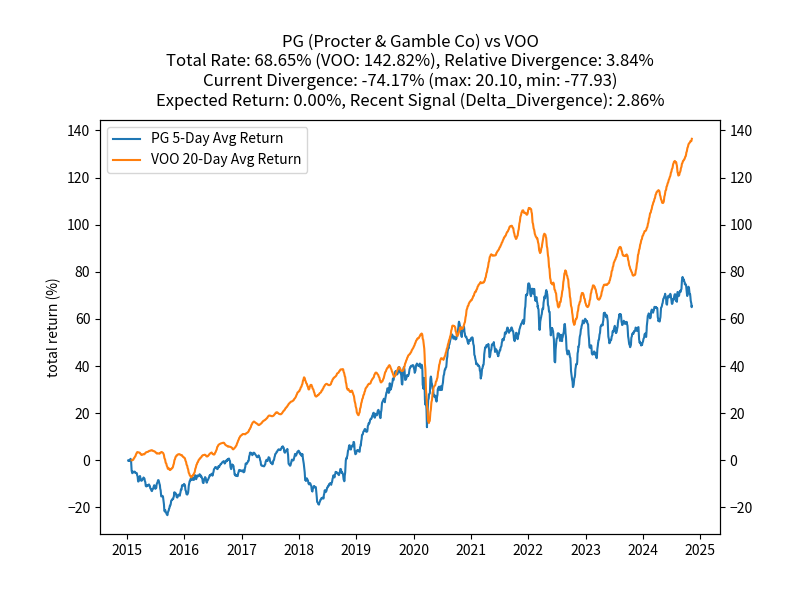 PG (Procter & Gamble Co) vs VOO
Total Rate: 68.65% (VOO: 142.82%), Relative Divergence: 3.84%
Current Divergence: -74.17% (max: 20.10, min: -77.93)
Expected Return: 0.00%, Recent Signal (Delta_Divergence): 2.86%
PG 5-Day Avg Return
VOO 20-Day Avg Return
total return (%)
140 140
120 120
100 100
80 80
60 60
40 40
20 20
0 0
−20 −20
2015 2016 2017 2018 2019 2020 2021 2022 2023 2024 2025